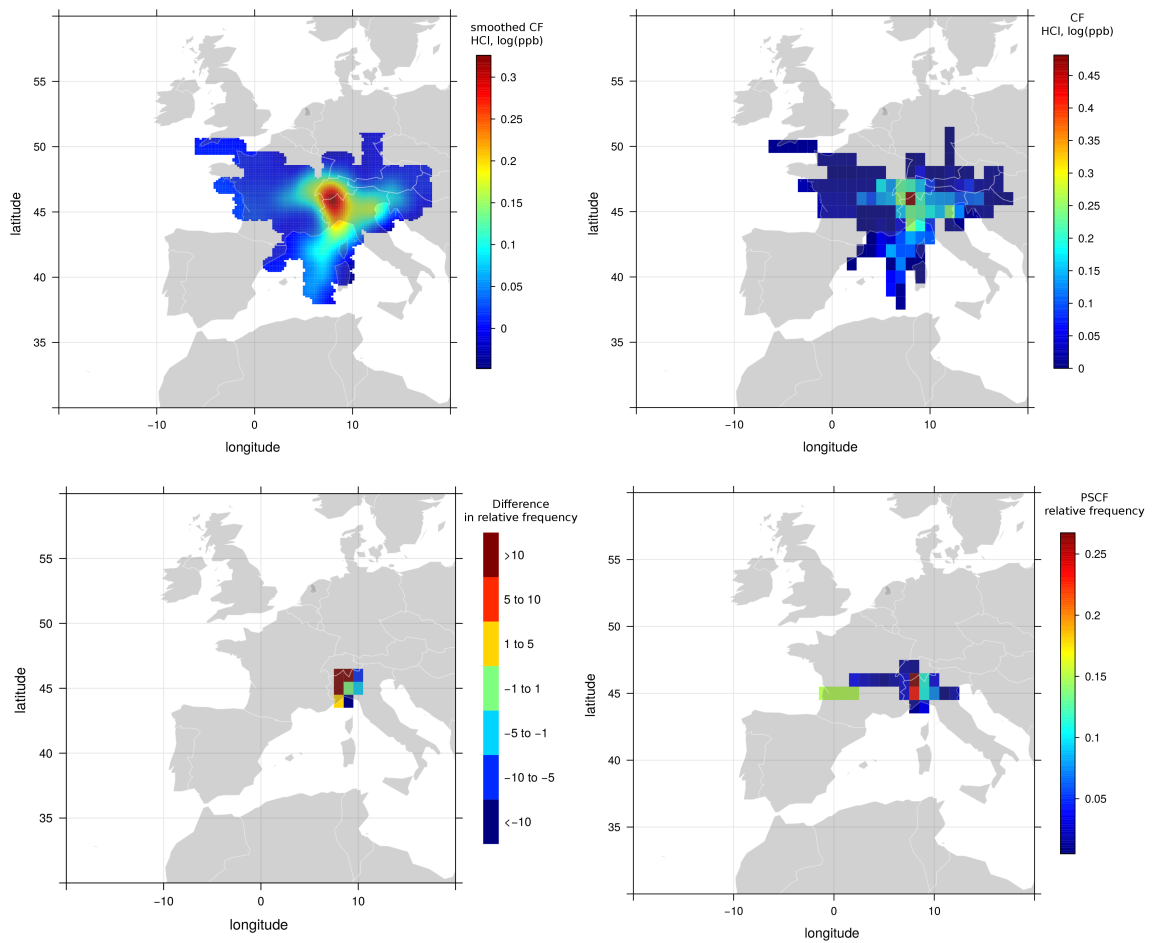 smoothed CF
HCl, log(ppb)
0.3
0.25
0.2
0.15
0.1
0.05
0
55
50
45
40
35
latitude
−10
0
10
longitude
CF
HCl, log(ppb)
0.45
0.4
0.35
0.3
0.25
0.2
0.15
0.1
0.05
0
55
50
45
40
35
latitude
−10
0
10
longitude
Difference
in relative frequency
>10
5 to 10
1 to 5
−1 to 1
−5 to −1
−10 to −5
<−10
55
50
45
40
35
latitude
−10
0
10
longitude
PSCF
relative frequency
0.25
0.2
0.15
0.1
0.05
55
50
45
40
35
latitude
−10
0
10
longitude